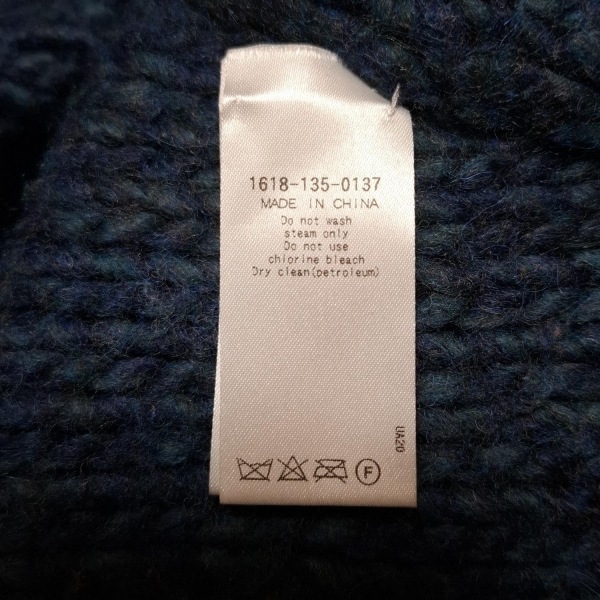 1618-135-0137
MADE IN CHINA
Do not wash
steam only
Do not use
chlorine bleach
Dry clean(petroleum)
UA20
F